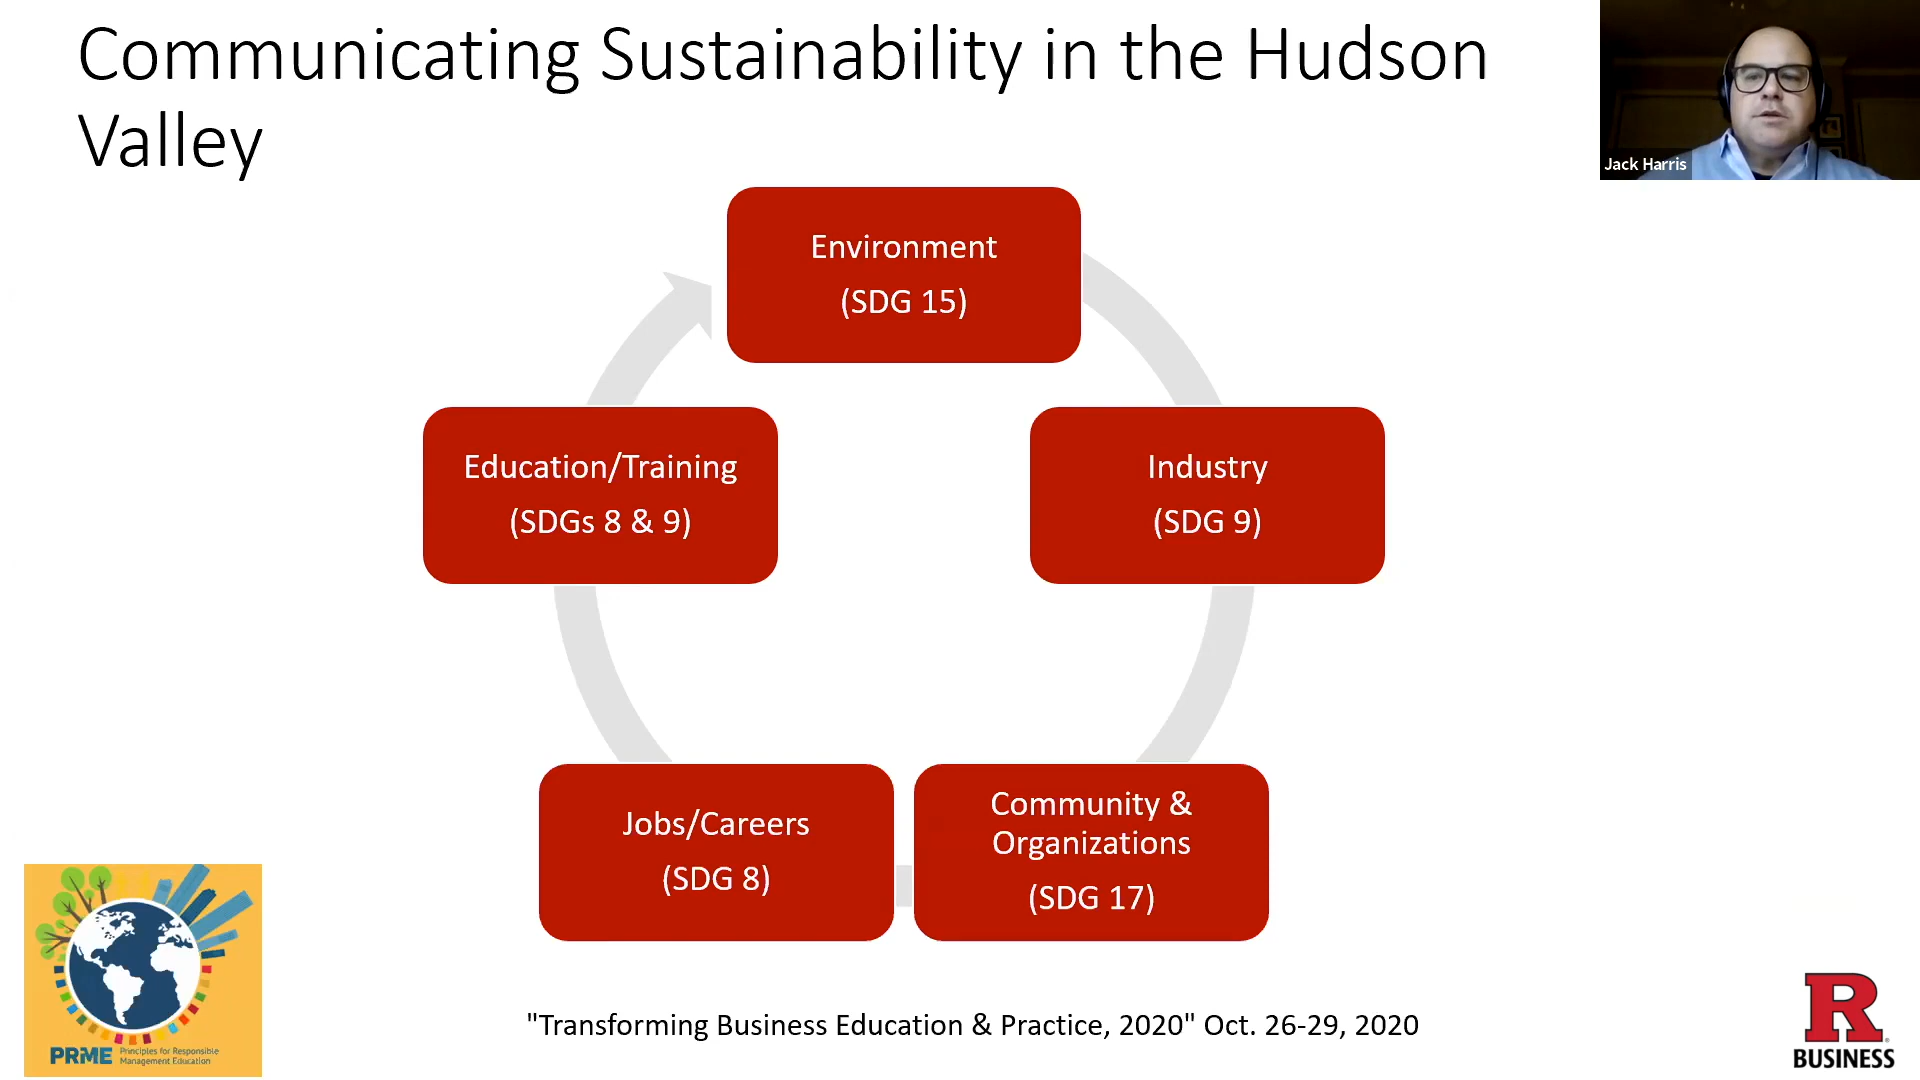 Communicating Sustainability in the Hudson
Valley
Jack Harris
Environment
(SDG 15)
Education/Training
(SDGs 8 & 9)
Industry
(SDG 9)
Jobs/Careers
(SDG 8)
Community &
Organizations
(SDG 17)
PRME Principles for Responsible
Management Education
"Transforming Business Education & Practice, 2020" Oct. 26-29, 2020
R
BUSINESS